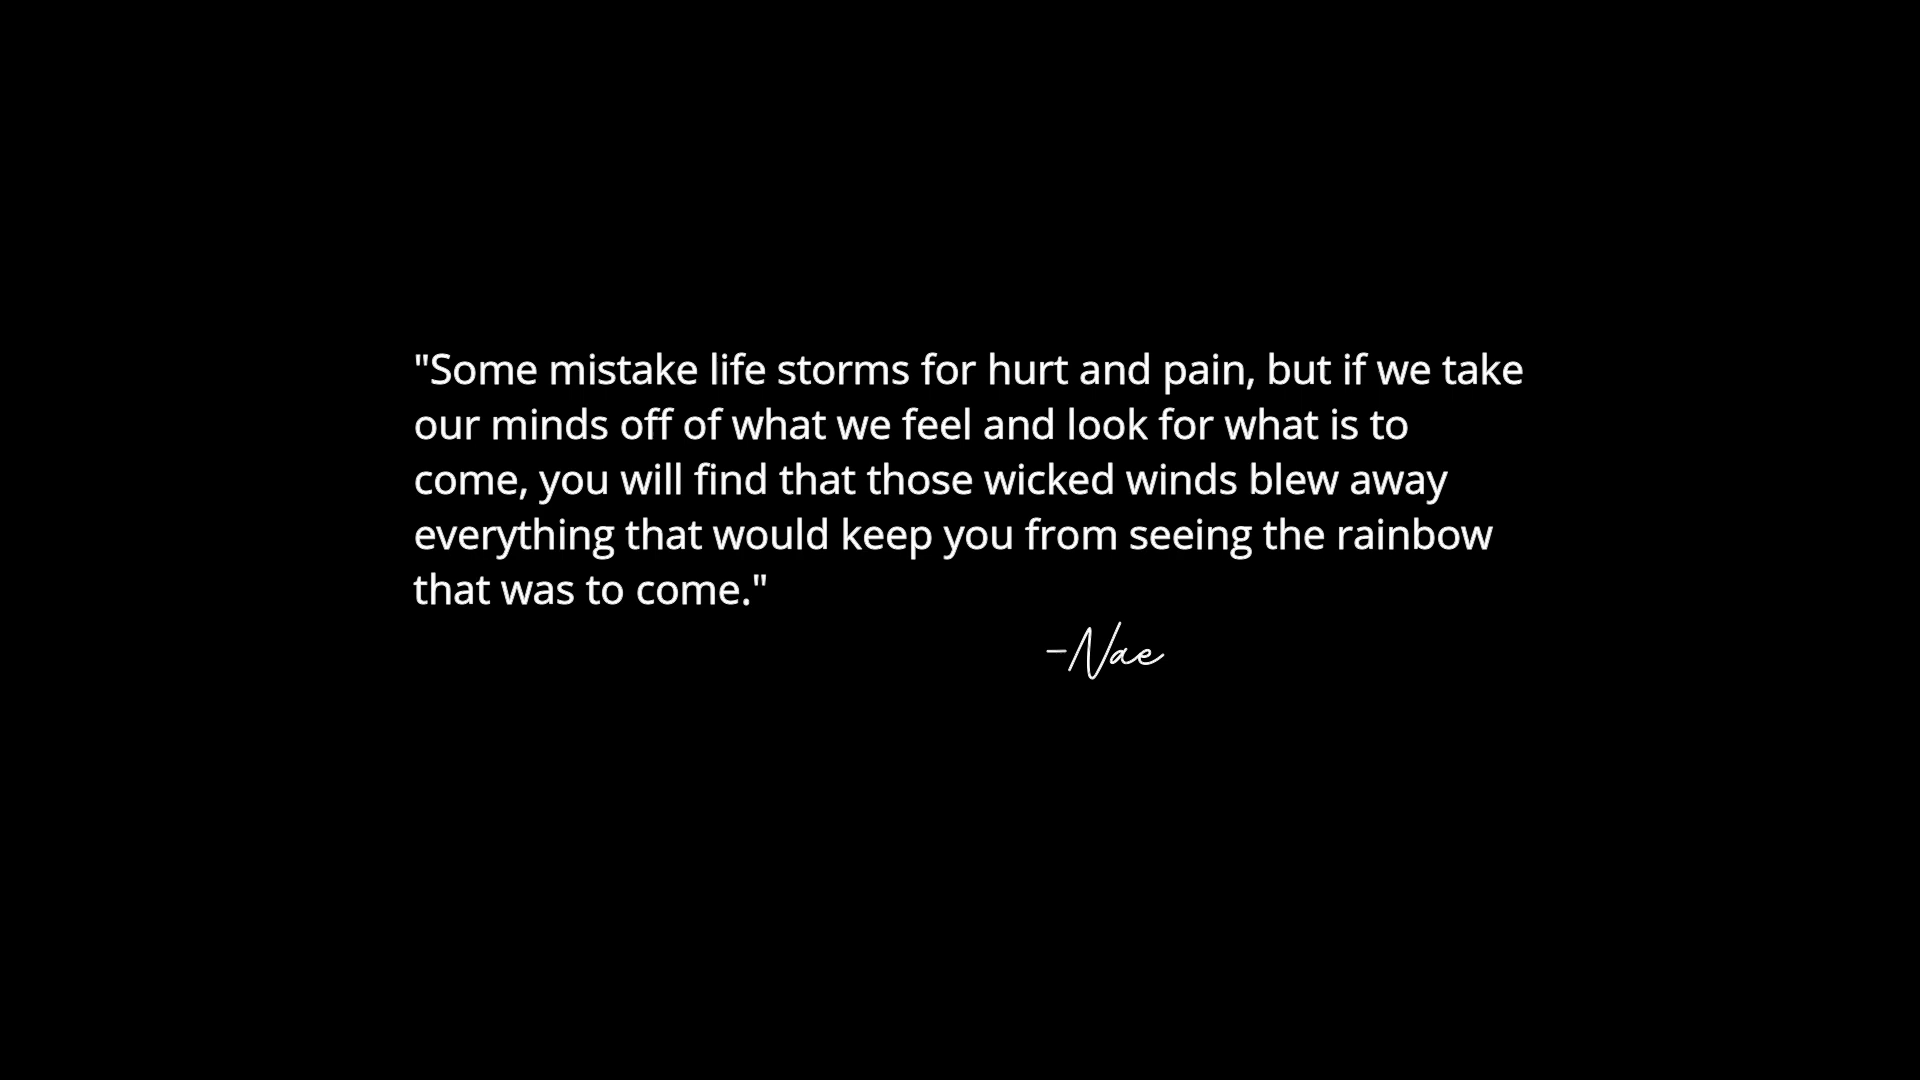 "Some mistake life storms for hurt and pain, but if we take
our minds off of what we feel and look for what is to
come, you will find that those wicked winds blew away
everything that would keep you from seeing the rainbow
that was to come."
-Nae